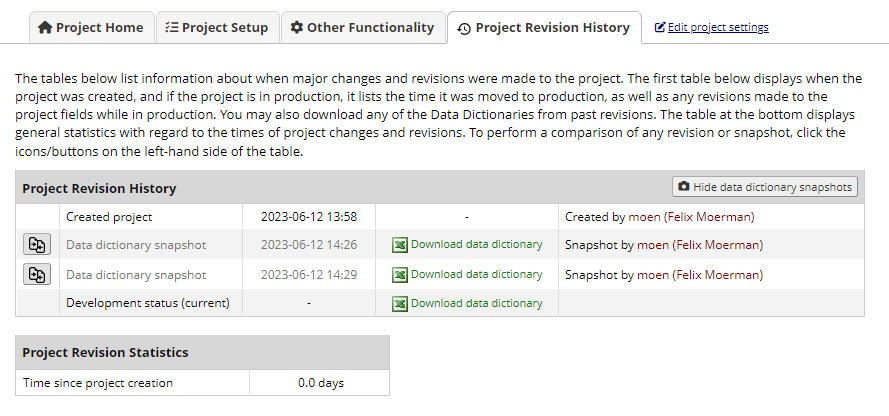 Project Home Project Setup Other Functionality Project Revision History Edit project settings
The tables below list information about when major changes and revisions were made to the project. The first table below displays when the
project was created, and if the project is in production, it lists the time it was moved to production, as well as any revisions made to the
project fields while in production. You may also download any of the Data Dictionaries from past revisions. The table at the bottom displays
general statistics with regard to the times of project changes and revisions. To perform a comparison of any revision or snapshot, click the
icons/buttons on the left-hand side of the table.
Project Revision History Hide data dictionary snapshots
Created project 2023-06-12 13:58 - Created by moen (Felix Moerman)
Data dictionary snapshot 2023-06-12 14:26 Download data dictionary Snapshot by moen (Felix Moerman)
Data dictionary snapshot 2023-06-12 14:29 Download data dictionary Snapshot by moen (Felix Moerman)
Development status (current) - Download data dictionary
Project Revision Statistics
Time since project creation 0.0 days